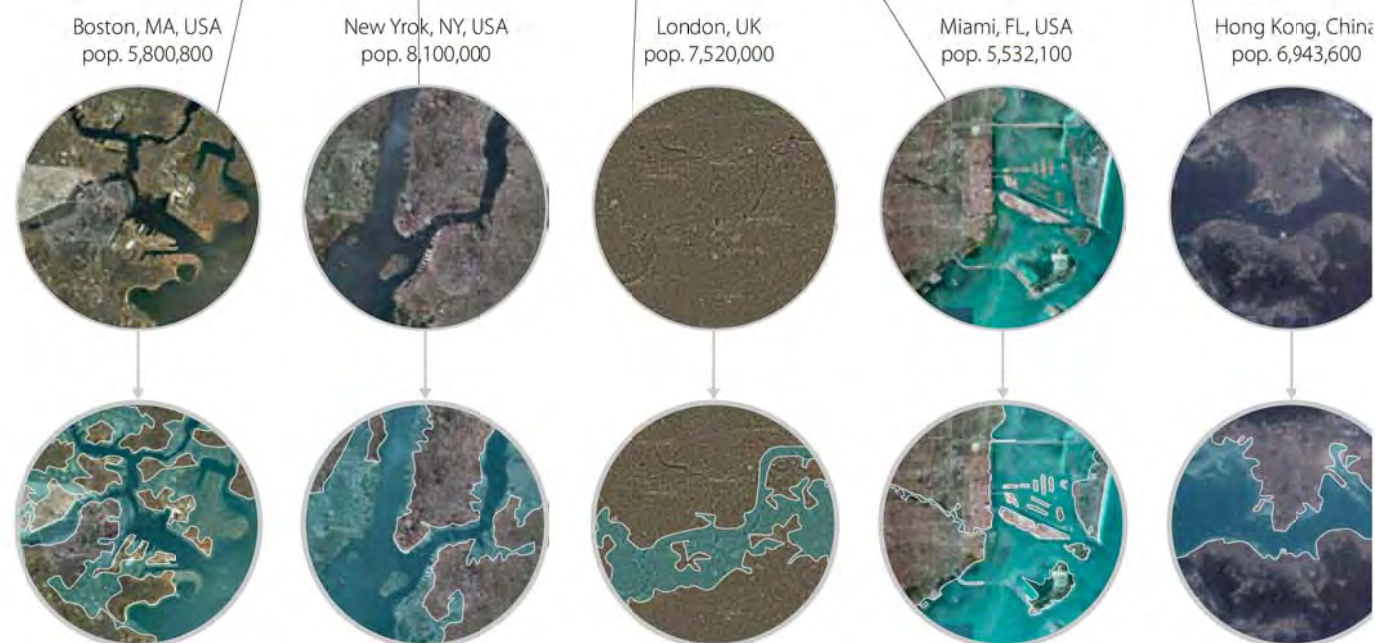 Boston, MA, USA
pop. 5,800,800
New Yrok, NY, USA
pop. 8,100,000
London, UK
pop. 7,520,000
Miami, FL, USA
pop. 5,532,100
Hong Kong, China
pop. 6,943,600